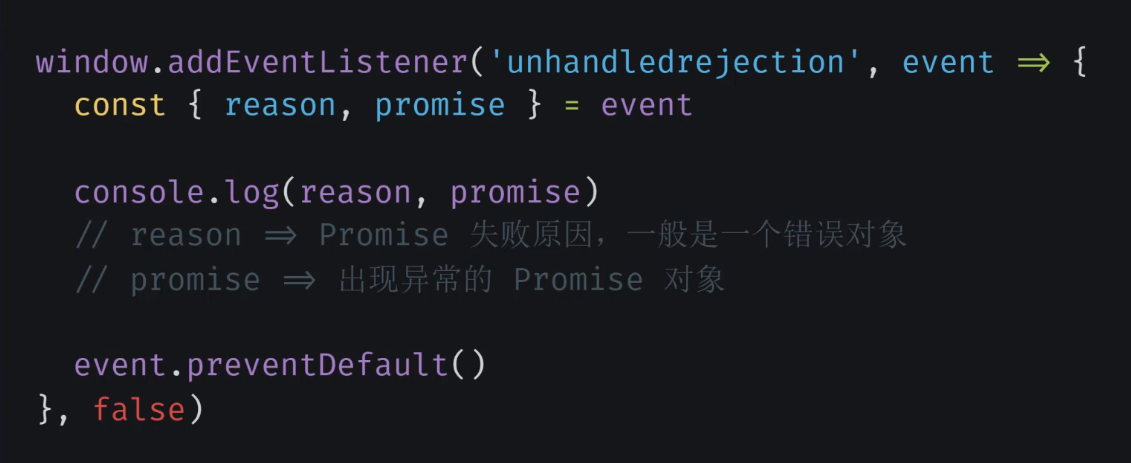 window.addEventListener('unhandledrejection', event => {
const { reason, promise } = event
console.log(reason, promise)
// reason => Promise 失败原因，一般是一个错误对象
// promise => 出现异常的 Promise 对象
event.preventDefault()
}, false)